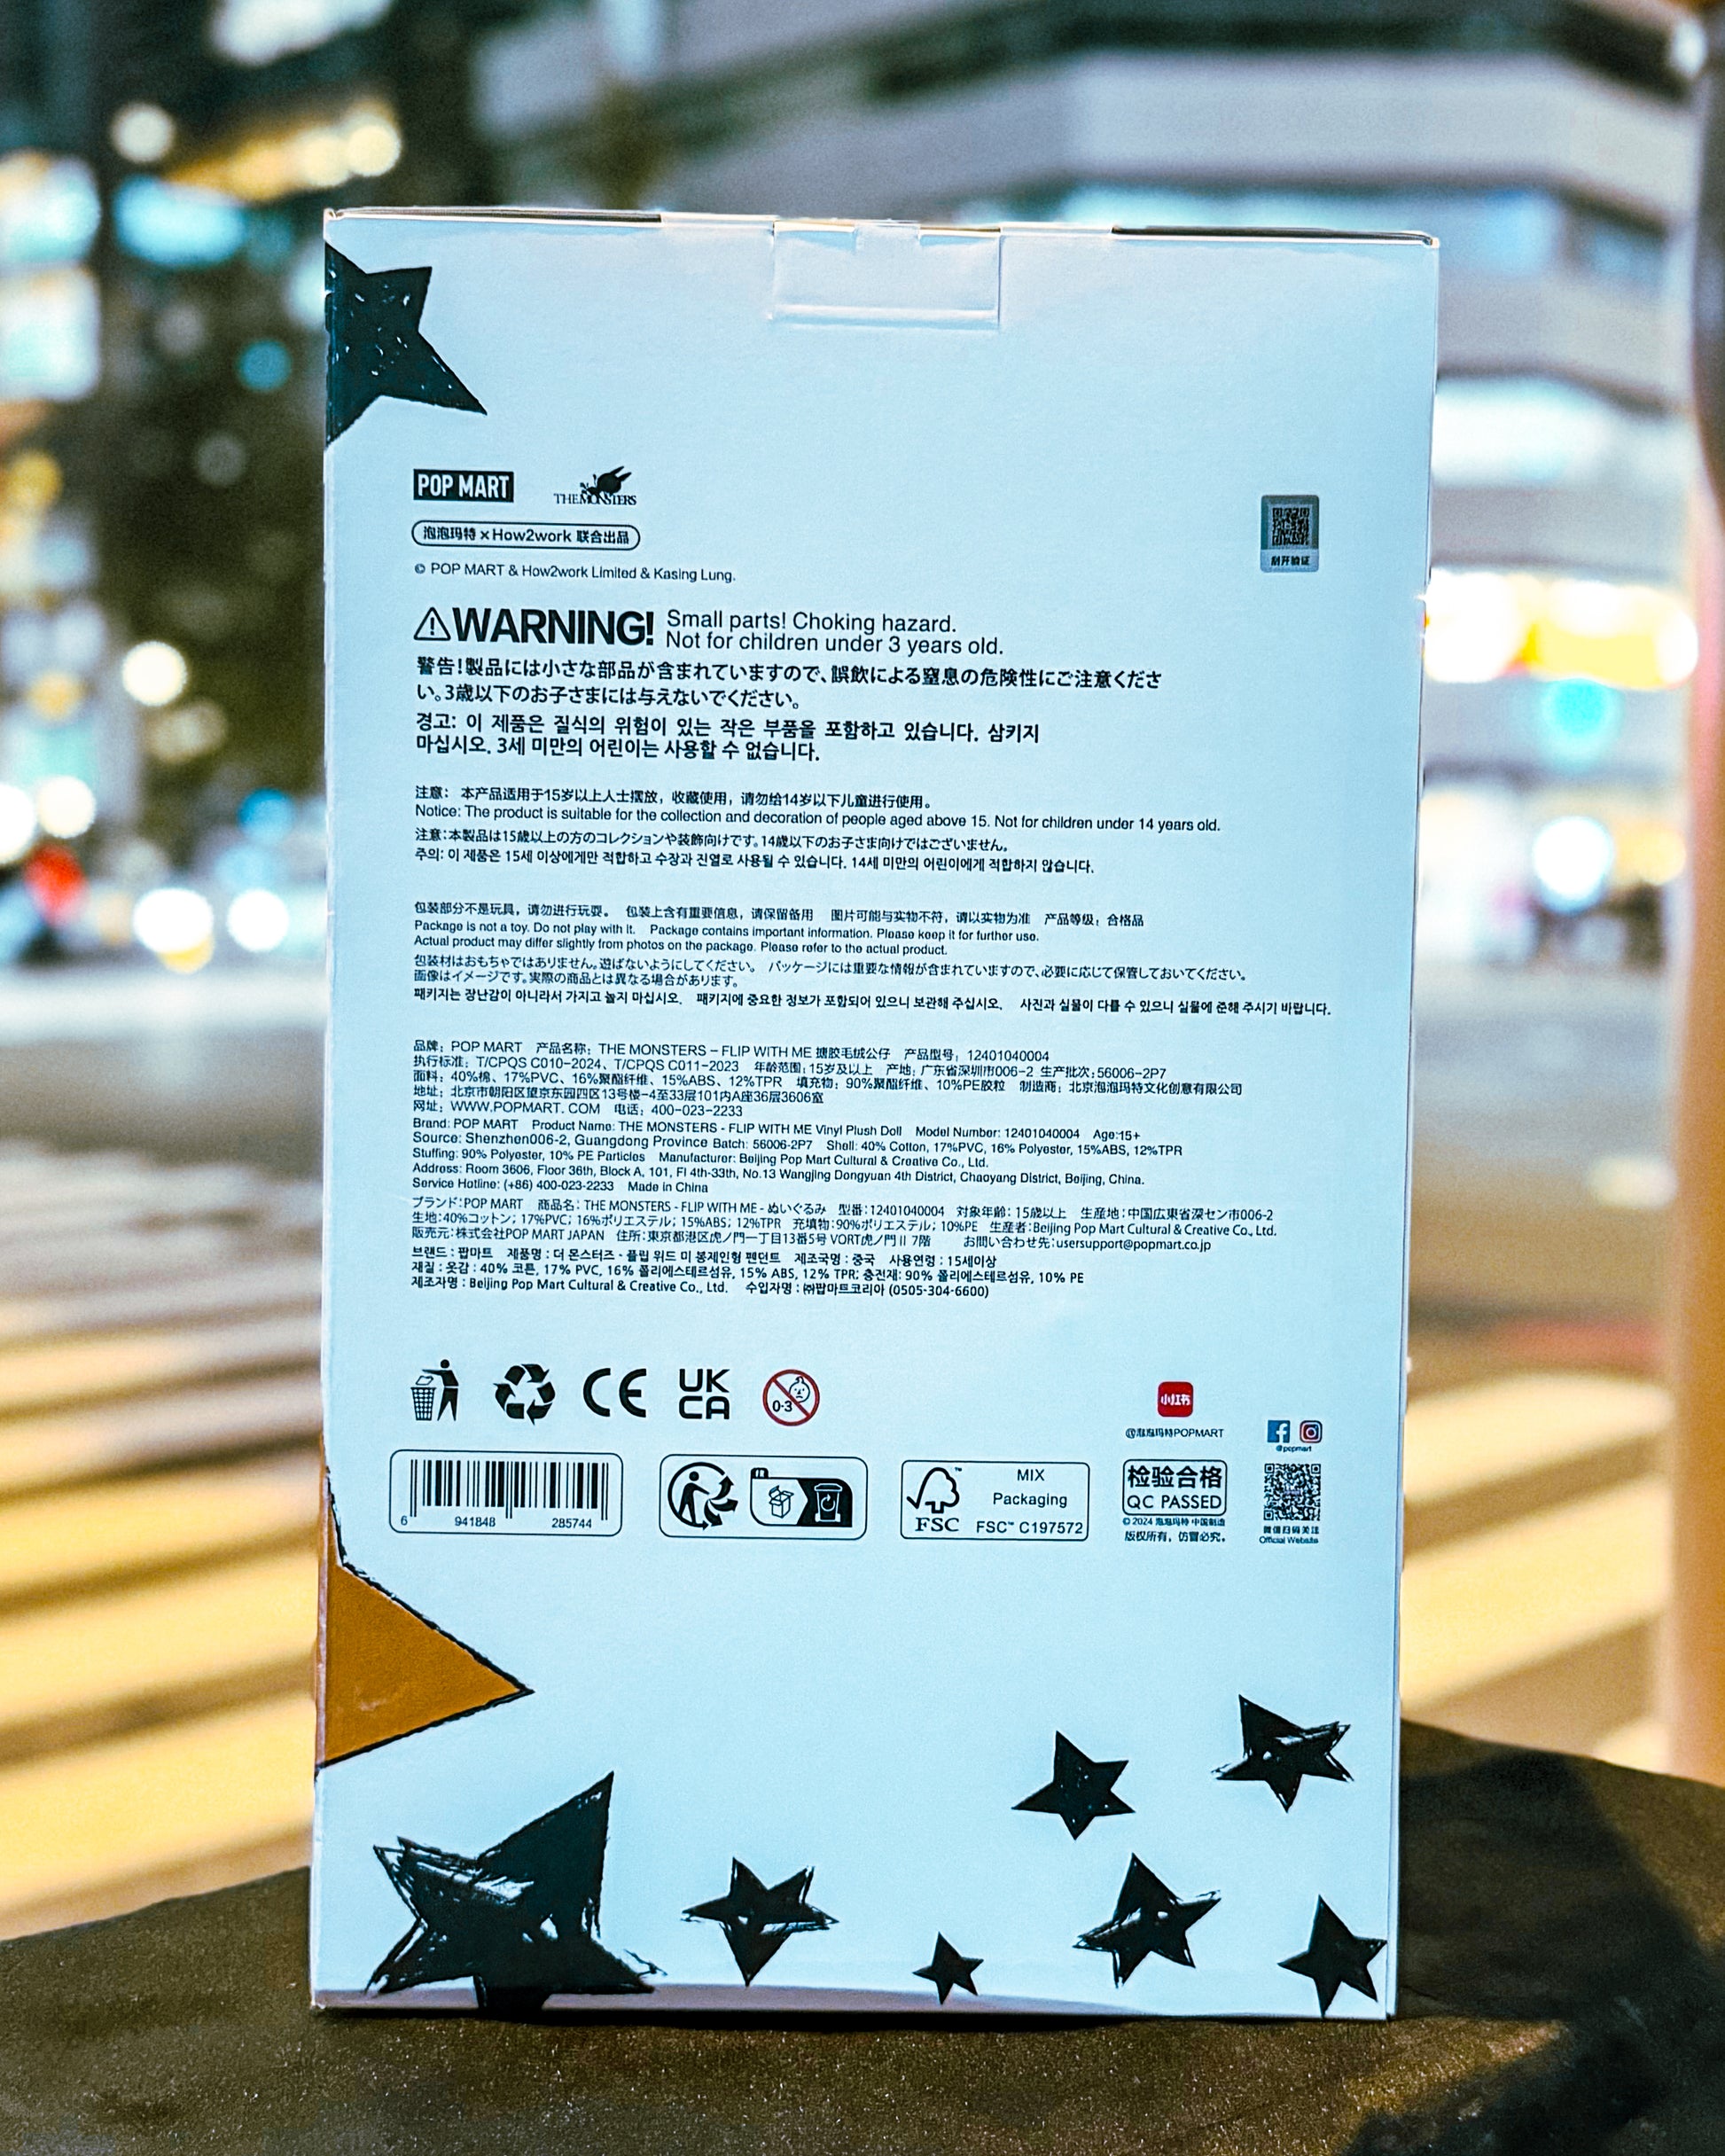 POP MART
THE MONSTERS
泡泡玛特×How2work 联合出品
© POP MART & How2work Limited & Kasing Lung.
刮开验证
WARNING! Small parts! Choking hazard.
Not for children under 3 years old.
警告!製品には小さな部品が含まれていますので、誤飲による窒息の危険性にご注意くださ
い。3歳以下のお子さまには与えないでください。
경고: 이 제품은 질식의 위험이 있는 작은 부품을 포함하고 있습니다. 삼키지
마십시오. 3세 미만의 어린이는 사용할 수 없습니다.
注意: 本产品适用于15岁以上人士摆放，收藏使用，请勿给14岁以下儿童进行使用。
Notice: The product is suitable for the collection and decoration of people aged above 15. Not for children under 14 years old.
注意:本製品は15歳以上の方のコレクションや装飾向けです。14歳以下のお子さま向けではございません。
주의: 이 제품은 15세 이상에게만 적합하고 수장과 진열로 사용될 수 있습니다. 14세 미만의 어린이에게 적합하지 않습니다.
包装部分不是玩具，请勿进行玩耍。 包装上含有重要信息，请保留备用 图片可能与实物不符，请以实物为准 产品等级：合格品
Package is not a toy. Do not play with it. Package contains important information. Please keep it for further use.
Actual product may differ slightly from photos on the package. Please refer to the actual product.
包装材はおもちゃではありません。遊ばないようにしてください。 パッケージには重要な情報が含まれていますので、必要に応じて保管しておいてください。
画像はイメージです。実際の商品とは異なる場合があります。
패키지는 장난감이 아니라서 가지고 놀지 마십시오. 패키지에 중요한 정보가 포함되어 있으니 보관해 주십시오. 사진과 실물이 다를 수 있으니 실물에 준해 주시기 바랍니다.
品牌：POP MART 产品名称：THE MONSTERS – FLIP WITH ME 搪胶毛绒公仔 产品型号：12401040004
执行标准：T/CPQS C010-2024、T/CPQS C011-2023 年龄范围：15岁及以上 产地：广东省深圳市006-2 生产批次：56006-2P7
面料：40%棉、17%PVC、16%聚酯纤维、15%ABS、12%TPR 填充物：90%聚酯纤维、10%PE胶粒 制造商：北京泡泡玛特文化创意有限公司
地址：北京市朝阳区望京东园四区13号楼-4至33层101内A座36层3606室
网址：WWW.POPMART.COM 电话：400-023-2233
Brand: POP MART Product Name: THE MONSTERS - FLIP WITH ME Vinyl Plush Doll Model Number: 12401040004 Age:15+
Source: Shenzhen006-2, Guangdong Province Batch: 56006-2P7 Shell: 40% Cotton, 17%PVC, 16% Polyester, 15%ABS, 12%TPR
Stuffing: 90% Polyester, 10% PE Particles Manufacturer: Beijing Pop Mart Cultural & Creative Co., Ltd.
Address: Room 3606, Floor 36th, Block A, 101, Fl 4th-33th, No.13 Wangjing Dongyuan 4th District, Chaoyang District, Beijing, China.
Service Hotline: (+86) 400-023-2233 Made in China
ブランド:POP MART 商品名：THE MONSTERS - FLIP WITH ME - ぬいぐるみ 型番:12401040004 対象年齢：15歳以上 生産地:中国広東省深セン市006-2
生地:40%コットン；17%PVC；16%ポリエステル；15%ABS；12%TPR 充填物:90%ポリエステル；10%PE 生産者:Beijing Pop Mart Cultural & Creative Co., Ltd.
販売元:株式会社POP MART JAPAN 住所:東京都港区虎ノ門一丁目13番5号 VORT虎ノ門Ⅱ 7階 お問い合わせ先:usersupport@popmart.co.jp
브랜드 : 팝마트 제품명 : 더 몬스터즈 - 플립 위드 미 봉제인형 펜던트 제조국명 : 중국 사용연령 : 15세이상
재질 : 옷감 : 40% 코튼, 17% PVC, 16% 폴리에스테르섬유, 15% ABS, 12% TPR; 충전재: 90% 폴리에스테르섬유, 10% PE
제조자명 : Beijing Pop Mart Cultural & Creative Co., Ltd. 수입자명 : ㈜팝마트코리아 (0505-304-6600)
CE
UK
CA
0-3
小红书
@泡泡玛特POPMART
@popmart
6 941848 285744
FSC
MIX
Packaging
FSC™ C197572
检验合格
QC PASSED
© 2024 泡泡玛特 中国制造
版权所有，仿冒必究。
微信扫码关注
Official Website